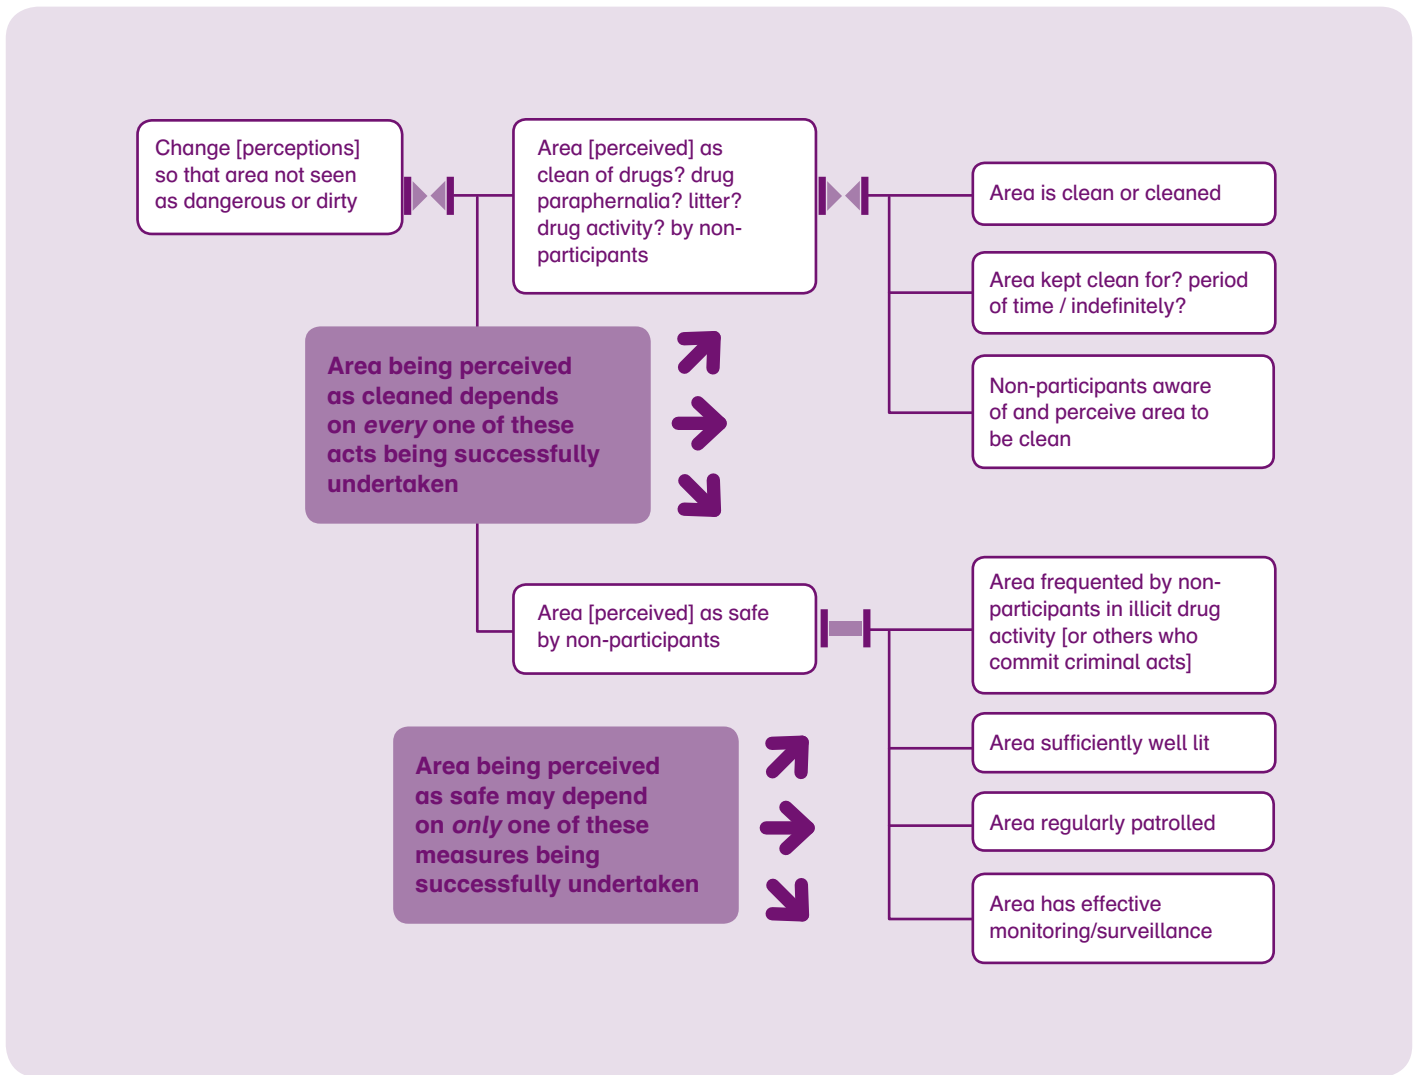 Change [perceptions]
so that area not seen
as dangerous or dirty
Area [perceived] as
clean of drugs? drug
paraphernalia? litter?
drug activity? by non-
participants
Area is clean or cleaned
Area kept clean for? period
of time / indefinitely?
Non-participants aware
of and perceive area to
be clean
Area being perceived
as cleaned depends
on every one of these
acts being successfully
undertaken
Area [perceived] as safe
by non-participants
Area frequented by non-
participants in illicit drug
activity [or others who
commit criminal acts]
Area sufficiently well lit
Area regularly patrolled
Area has effective
monitoring/surveillance
Area being perceived
as safe may depend
on only one of these
measures being
successfully undertaken